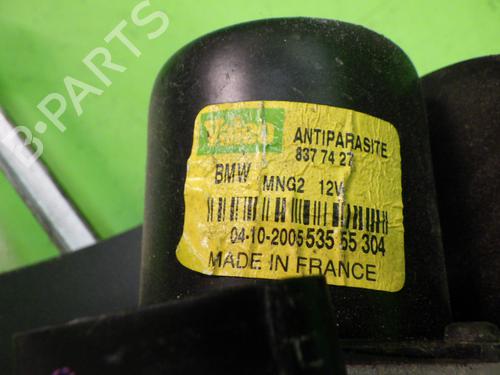 B PARTS
Valeo
ANTIPARASITE
837 74 27
BMW MNG2 12V
04-10-2005 535 55 304
MADE IN FRANCE